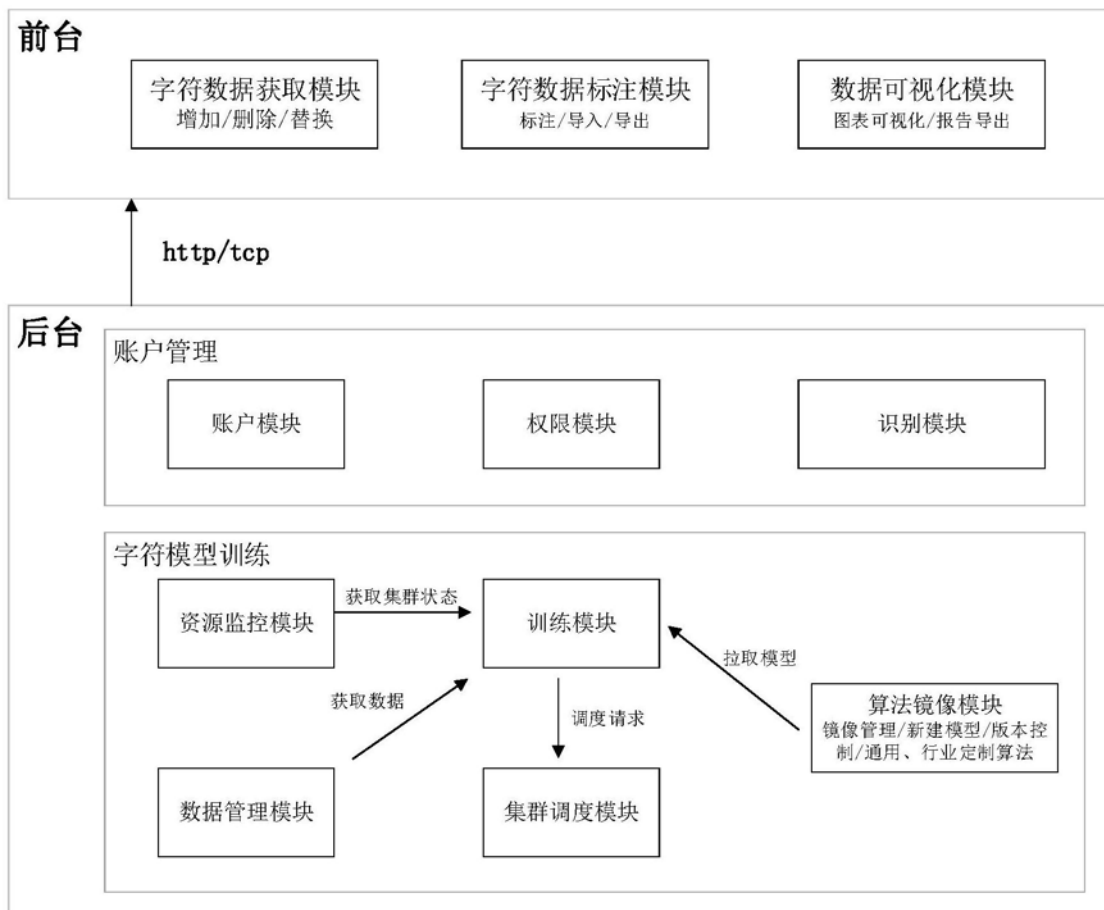 前台
字符数据获取模块
增加/删除/替换
字符数据标注模块
标注/导入/导出
数据可视化模块
图表可视化/报告导出
http/tcp
后台
账户管理
账户模块
权限模块
识别模块
字符模型训练
资源监控模块
获取集群状态
训练模块
拉取模型
获取数据
调度请求
算法镜像模块
镜像管理/新建模型/版本控
制/通用、行业定制算法
数据管理模块
集群调度模块